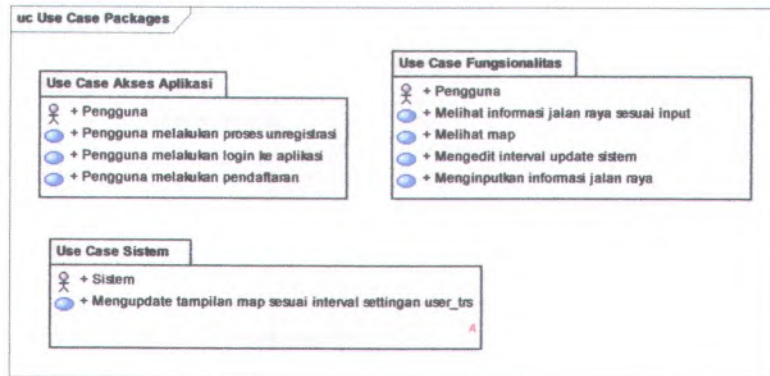 uc Use Case Packages
Use Case Akses Aplikasi
+ Pengguna
+ Pengguna melakukan proses unregistrasi
+ Pengguna melakukan login ke aplikasi
+ Pengguna melakukan pendaftaran
Use Case Fungsionalitas
+ Pengguna
+ Melihat informasi jalan raya sesuai input
+ Melihat map
+ Mengedit interval update sistem
+ Menginputkan informasi jalan raya
Use Case Sistem
+ Sistem
+ Mengupdate tampilan map sesuai interval settingan user_trs
A